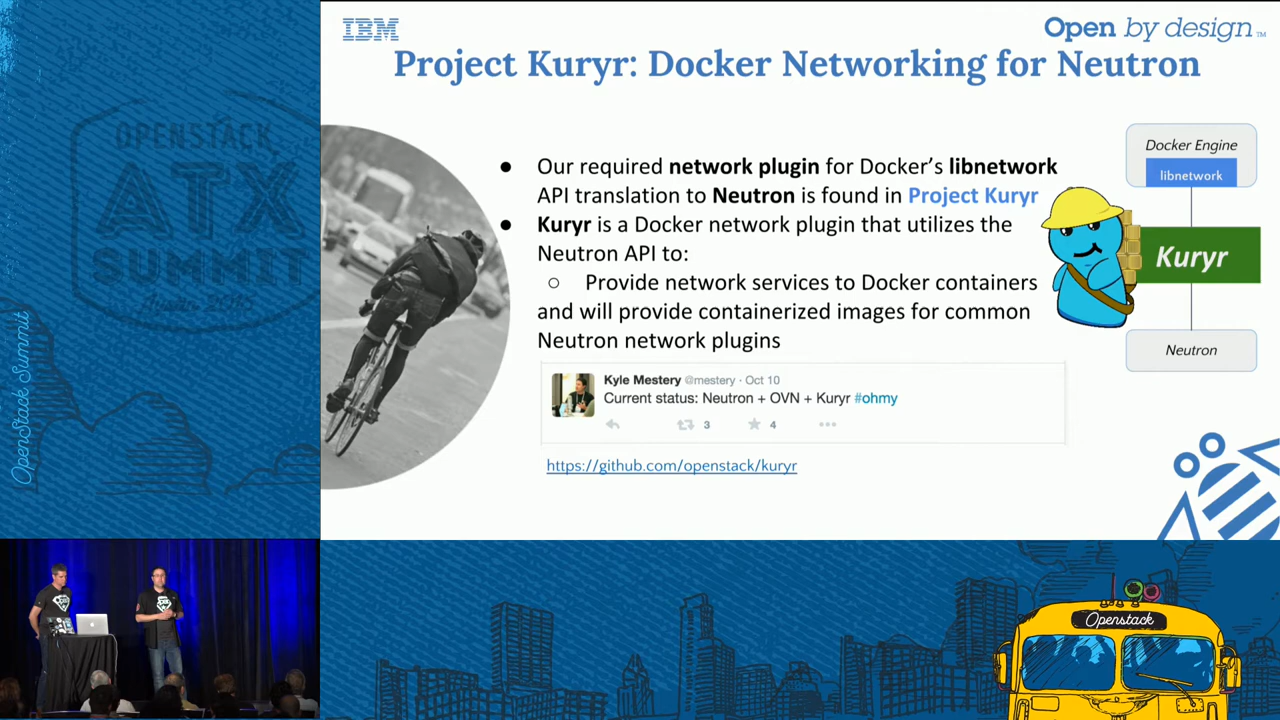 IBM
Open by design™
Project Kuryr: Docker Networking for Neutron
OPENSTACK
ATX
SUMMIT
OpenStack Summit
● Our required network plugin for Docker's libnetwork
API translation to Neutron is found in Project Kuryr
● Kuryr is a Docker network plugin that utilizes the
Neutron API to:
○ Provide network services to Docker containers
and will provide containerized images for common
Neutron network plugins
Docker Engine
libnetwork
Kuryr
Neutron
Kyle Mestery @mestery · Oct 10
Current status: Neutron + OVN + Kuryr #ohmy
3
4
https://github.com/openstack/kuryr
Openstack